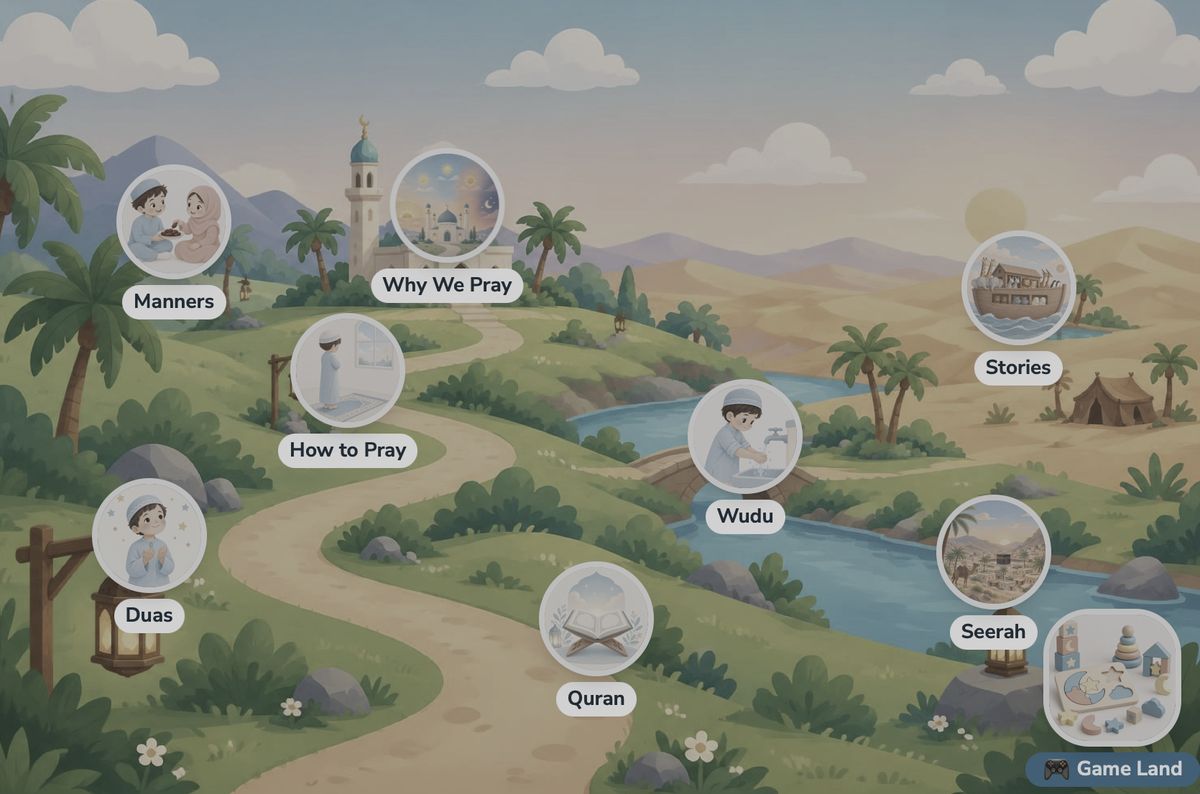 Manners
Why We Pray
Stories
How to Pray
Wudu
Duas
Seerah
Quran
Game Land